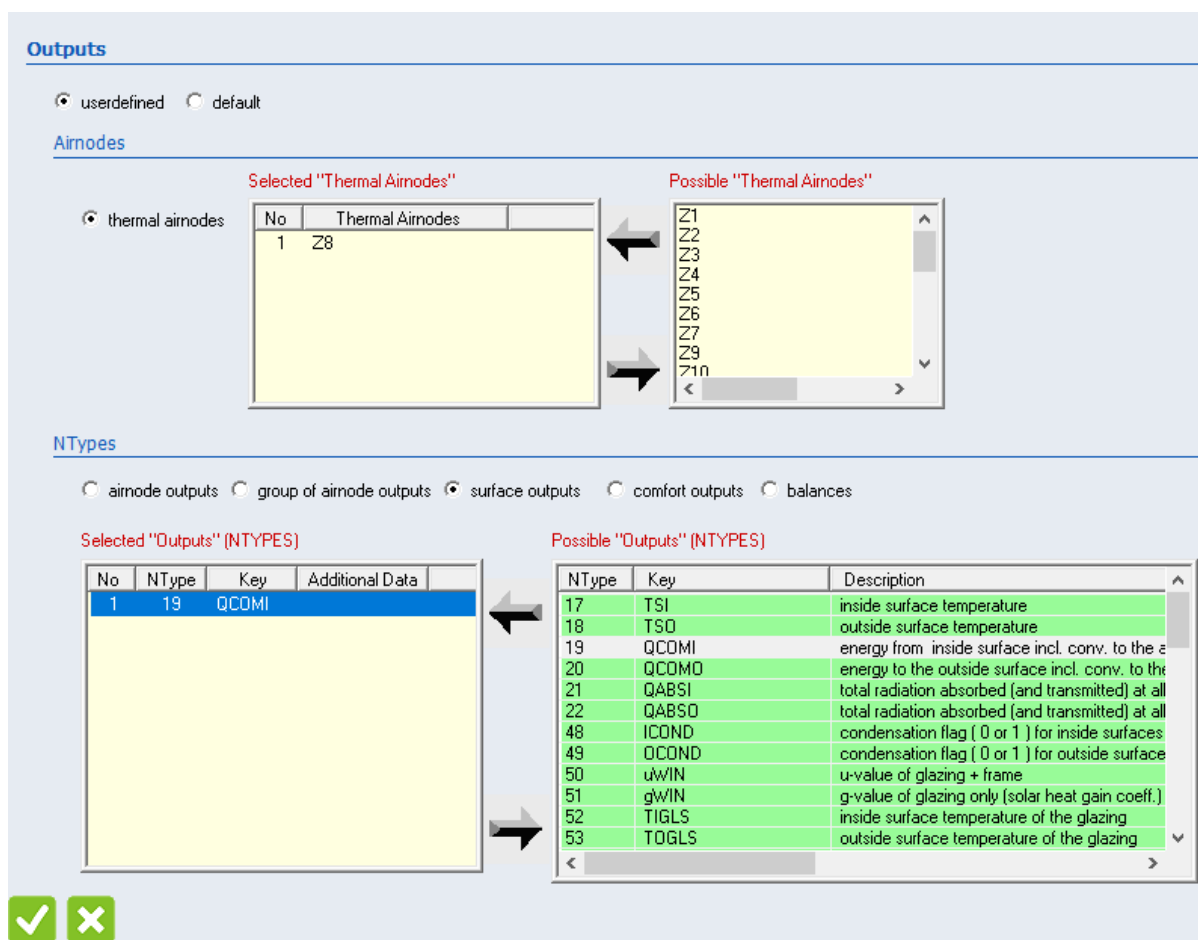 Outputs
userdefined default
Airnodes
Selected "Thermal Airnodes" Possible "Thermal Airnodes"
thermal airnodes
No Thermal Airnodes
1 Z8
Z1
Z2
Z3
Z4
Z5
Z6
Z7
Z9
Z10
NTypes
airnode outputs group of airnode outputs surface outputs comfort outputs balances
Selected "Outputs" (NTYPES) Possible "Outputs" (NTYPES)
No NType Key Additional Data
1 19 QCOMI
NType Key Description
17 TSI inside surface temperature
18 TSO outside surface temperature
19 QCOMI energy from inside surface incl. conv. to the a
20 QCOMO energy to the outside surface incl. conv. to the
21 QABSI total radiation absorbed (and transmitted) at all
22 QABSO total radiation absorbed (and transmitted) at all
48 ICOND condensation flag ( 0 or 1 ) for inside surfaces
49 OCOND condensation flag ( 0 or 1 ) for outside surface
50 uWIN u-value of glazing + frame
51 gWIN g-value of glazing only (solar heat gain coeff.)
52 TIGLS inside surface temperature of the glazing
53 TOGLS outside surface temperature of the glazing